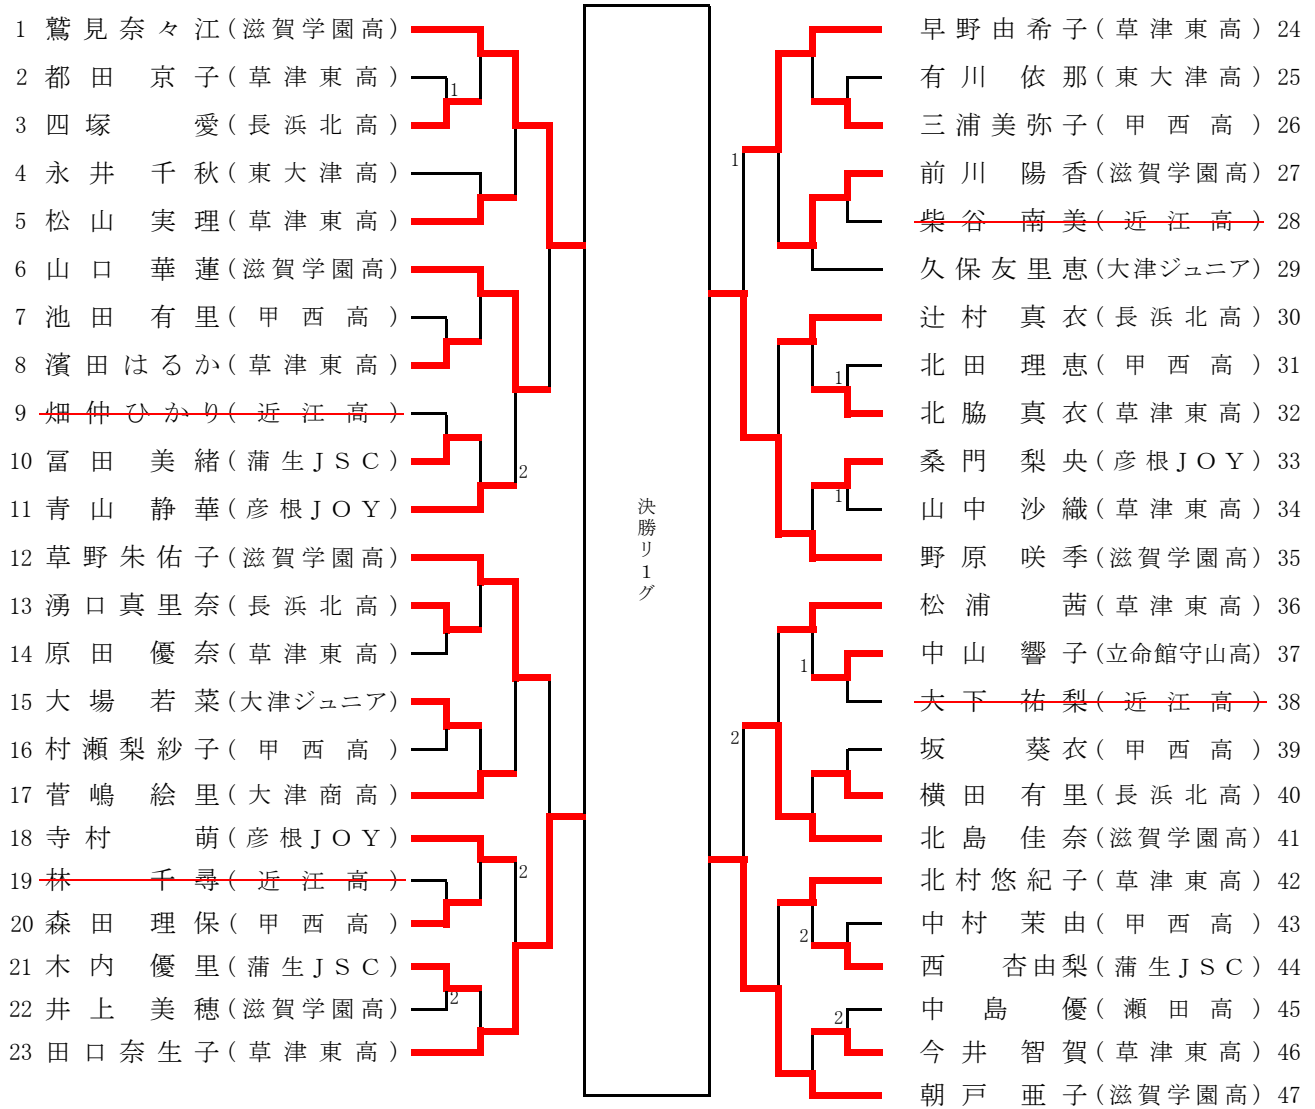 1 鷲見奈々江(滋賀学園高)
2 都田京子(草津東高)
1
3 四塚愛(長浜北高)
4 永井千秋(東大津高)
5 松山実理(草津東高)
6 山口華蓮(滋賀学園高)
7 池田有里(甲西高)
8 濱田はるか(草津東高)
9 畑仲ひかり(近江高)
10 冨田美緒(蒲生JSC)
2
11 青山静華(彦根JOY)
12 草野朱佑子(滋賀学園高)
13 湧口真里奈(長浜北高)
14 原田優奈(草津東高)
15 大場若菜(大津ジュニア)
16 村瀬梨紗子(甲西高)
17 菅嶋絵里(大津商高)
18 寺村萌(彦根JOY)
2
19 林千尋(近江高)
20 森田理保(甲西高)
21 木内優里(蒲生JSC)
2
22 井上美穂(滋賀学園高)
23 田口奈生子(草津東高)
決勝リーグ
早野由希子(草津東高) 24
有川依那(東大津高) 25
三浦美弥子(甲西高) 26
1
前川陽香(滋賀学園高) 27
柴谷南美(近江高) 28
久保友里恵(大津ジュニア) 29
辻村真衣(長浜北高) 30
北田理恵(甲西高) 31
1
北脇真衣(草津東高) 32
桑門梨央(彦根JOY) 33
1
山中沙織(草津東高) 34
野原咲季(滋賀学園高) 35
松浦茜(草津東高) 36
1
中山響子(立命館守山高) 37
大下祐梨(近江高) 38
2
坂葵衣(甲西高) 39
横田有里(長浜北高) 40
北島佳奈(滋賀学園高) 41
北村悠紀子(草津東高) 42
2
中村茉由(甲西高) 43
西杏由梨(蒲生JSC) 44
中島優(瀬田高) 45
2
今井智賀(草津東高) 46
朝戸亜子(滋賀学園高) 47